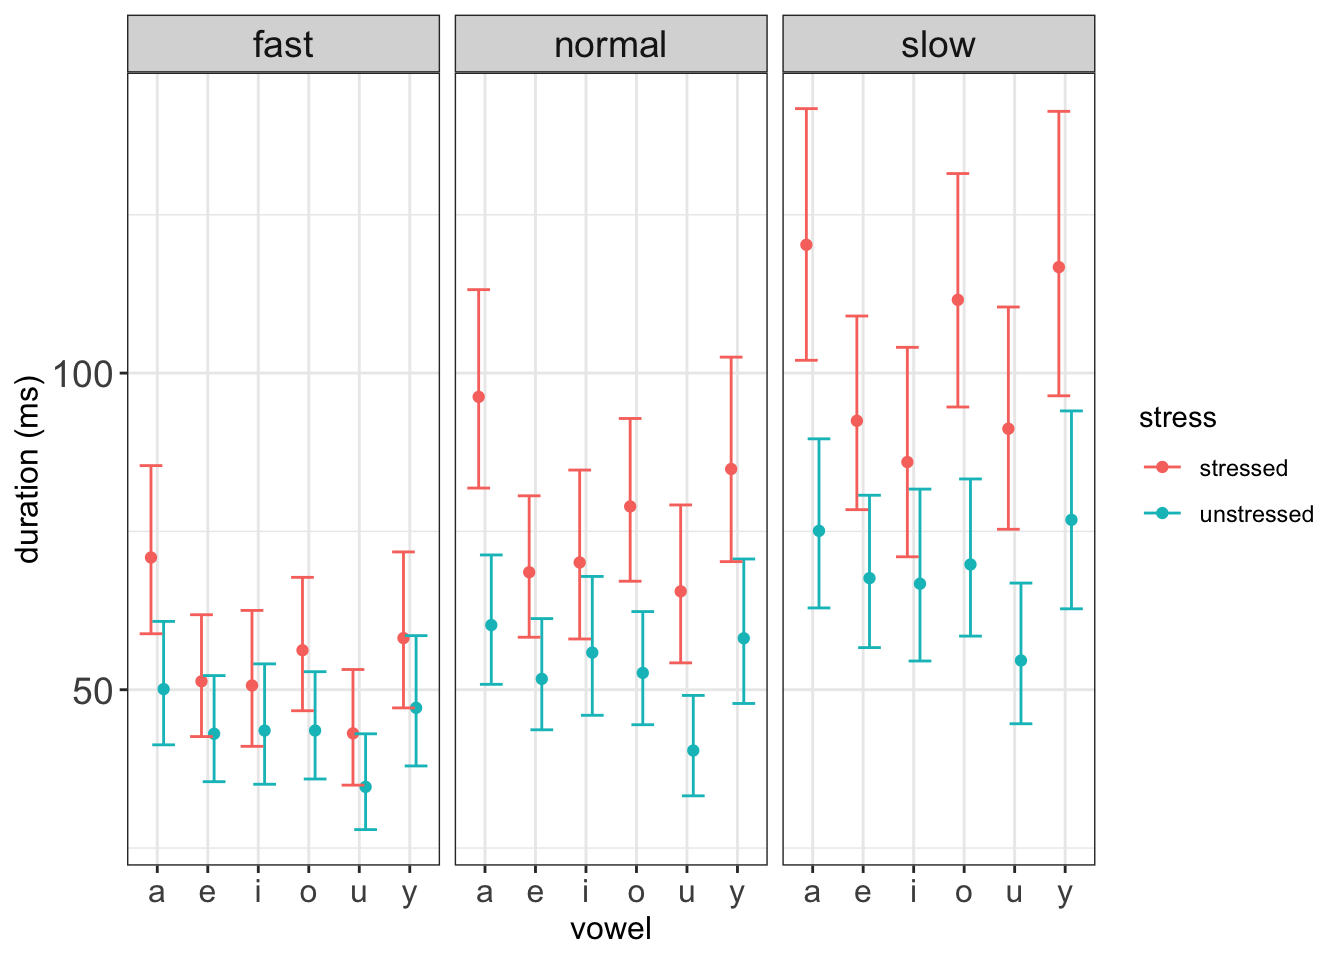 fast normal slow
duration (ms)
100
50
a e i o u y a e i o u y a e i o u y
vowel
stress
stressed
unstressed